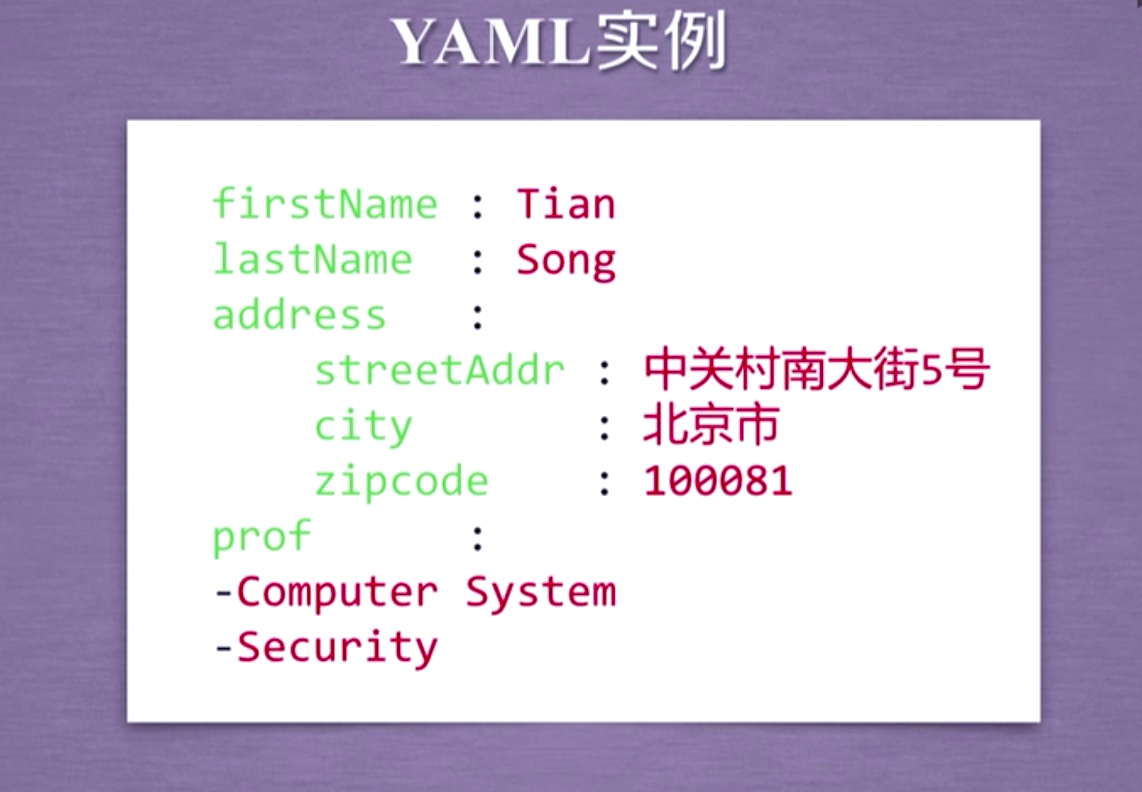 YAML实例
firstName : Tian
lastName  : Song
address   :
    streetAddr : 中关村南大街5号
    city       : 北京市
    zipcode    : 100081
prof      :
-Computer System
-Security